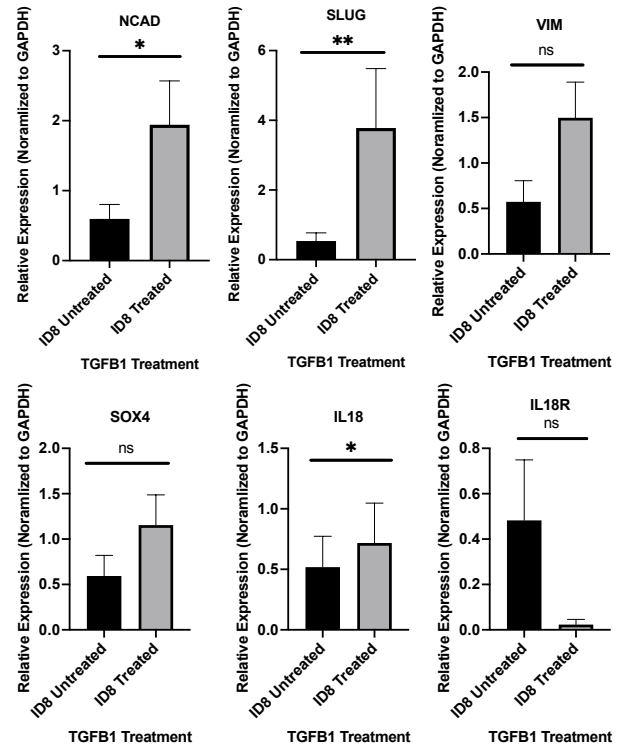 NCAD
*
Relative Expression (Noramlized to GAPDH)
3
2
1
0
ID8 Untreated
ID8 Treated
TGFB1 Treatment
SLUG
**
Relative Expression (Noramlized to GAPDH)
6
4
2
0
ID8 Untreated
ID8 Treated
TGFB1 Treatment
VIM
ns
Relative Expression (Noramlized to GAPDH)
2.0
1.5
1.0
0.5
0.0
ID8 Untreated
ID8 Treated
TGFB1 Treatment
SOX4
ns
Relative Expression (Noramlized to GAPDH)
2.0
1.5
1.0
0.5
0.0
ID8 Untreated
ID8 Treated
TGFB1 Treatment
IL18
*
Relative Expression (Noramlized to GAPDH)
1.5
1.0
0.5
0.0
ID8 Untreated
ID8 Treated
TGFB1 Treatment
IL18R
ns
Relative Expression (Noramlized to GAPDH)
0.8
0.6
0.4
0.2
0.0
ID8 Untreated
ID8 Treated
TGFB1 Treatment